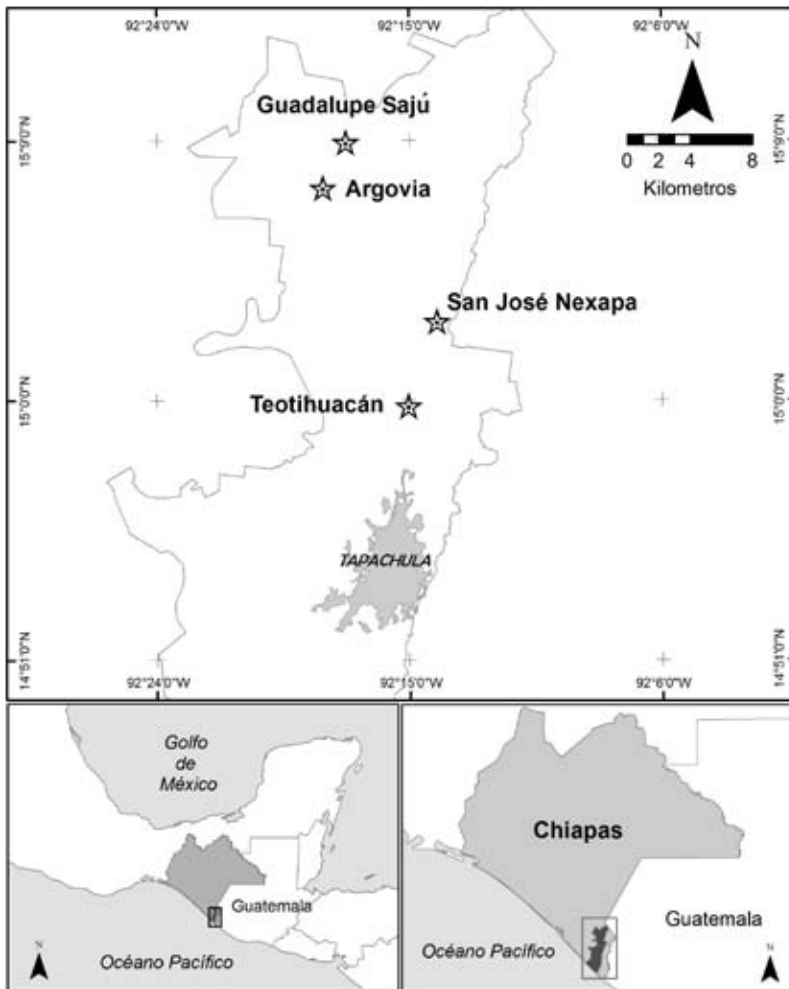 92°24'0"W 92°15'0"W 92°6'0"W
N
Guadalupe Sajú
15°9'0"N 15°9'0"N
0 2 4 8
Kilometros
Argovia
San José Nexapa
15°0'0"N 15°0'0"N
Teotihuacán
TAPACHULA
14°51'0"N 14°51'0"N
92°24'0"W 92°15'0"W 92°6'0"W
Golfo
de
México
Guatemala
Océano Pacífico
N
Chiapas
Guatemala
Océano Pacífico
N